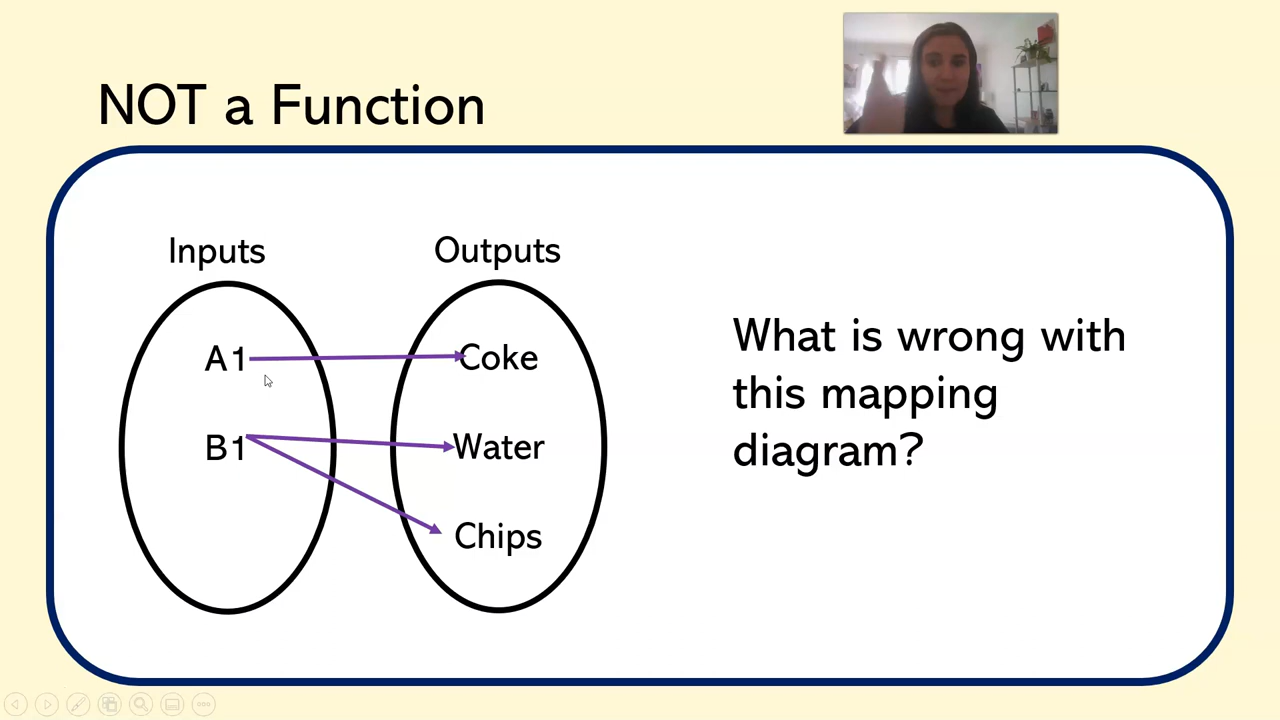 NOT a Function
Inputs
Outputs
A1
Coke
B1
Water
Chips
What is wrong with
this mapping
diagram?